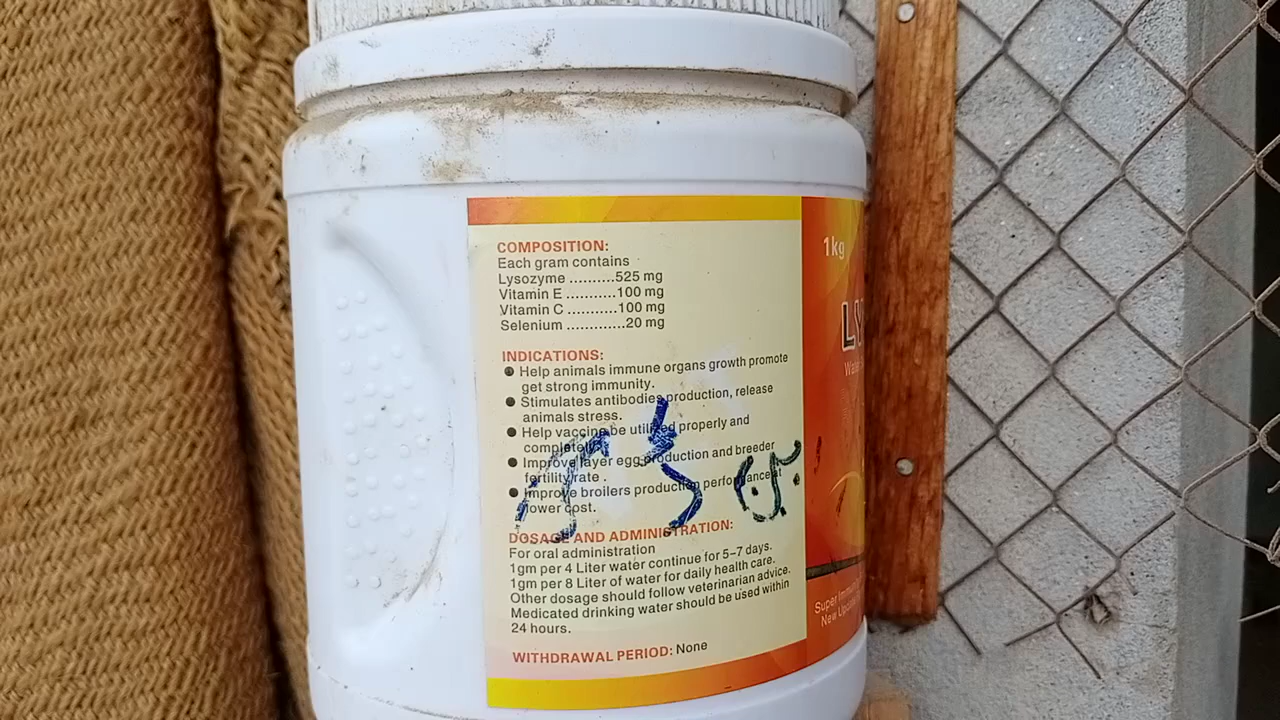 COMPOSITION:
Each gram contains
Lysozyme ..........525 mg
Vitamin E ...........100 mg
Vitamin C ...........100 mg
Selenium .............20 mg
INDICATIONS:
● Help animals immune organs growth promote
get strong immunity.
● Stimulates antibodies production, release
animals stress.
● Help vaccine be utilized properly and
completely.
● Improve layer egg production and breeder
fertility rate .
● Improve broilers production performance at
lower cost.
DOSAGE AND ADMINISTRATION:
For oral administration
1gm per 4 Liter water continue for 5–7 days.
1gm per 8 Liter of water for daily health care.
Other dosage should follow veterinarian advice.
Medicated drinking water should be used within
24 hours.
WITHDRAWAL PERIOD: None
1kg